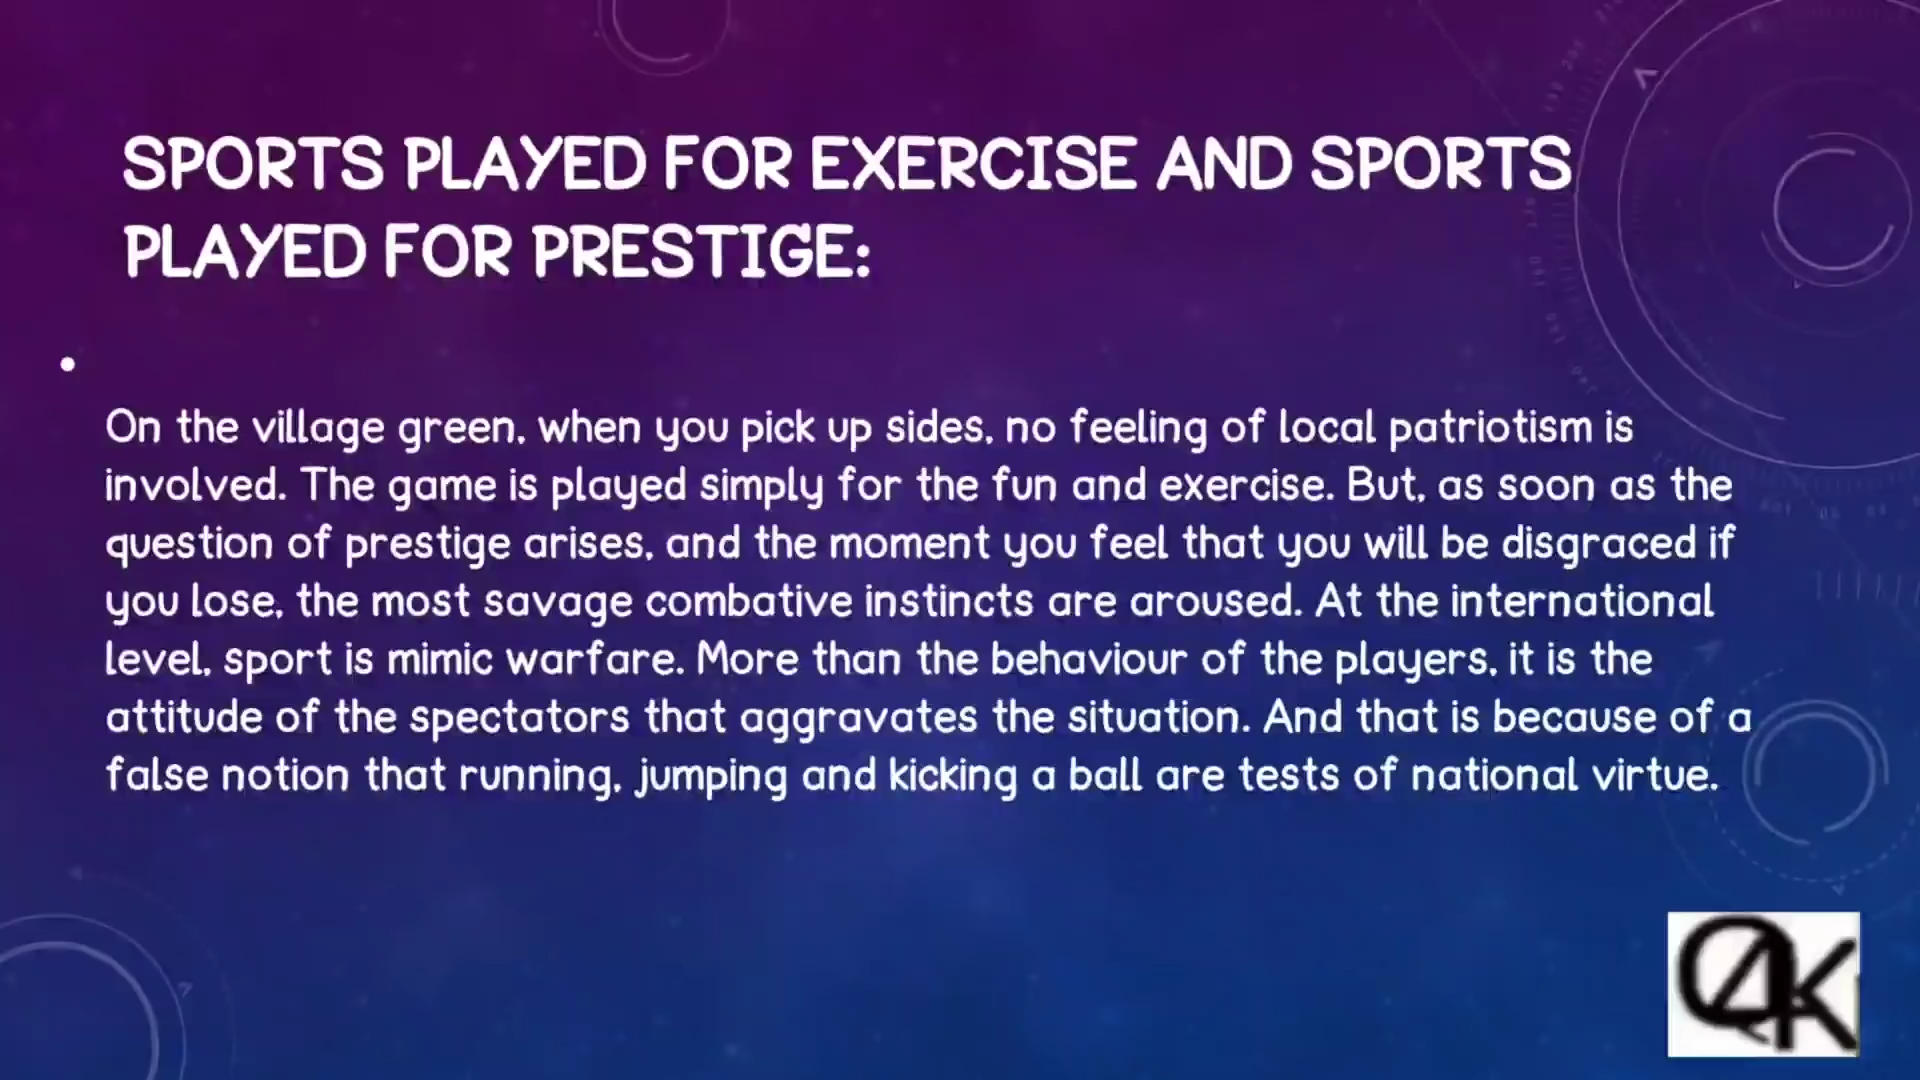 SPORTS PLAYED FOR EXERCISE AND SPORTS
PLAYED FOR PRESTIGE:
On the village green, when you pick up sides, no feeling of local patriotism is
involved. The game is played simply for the fun and exercise. But, as soon as the
question of prestige arises, and the moment you feel that you will be disgraced if
you lose, the most savage combative instincts are aroused. At the international
level, sport is mimic warfare. More than the behaviour of the players, it is the
attitude of the spectators that aggravates the situation. And that is because of a
false notion that running, jumping and kicking a ball are tests of national virtue.